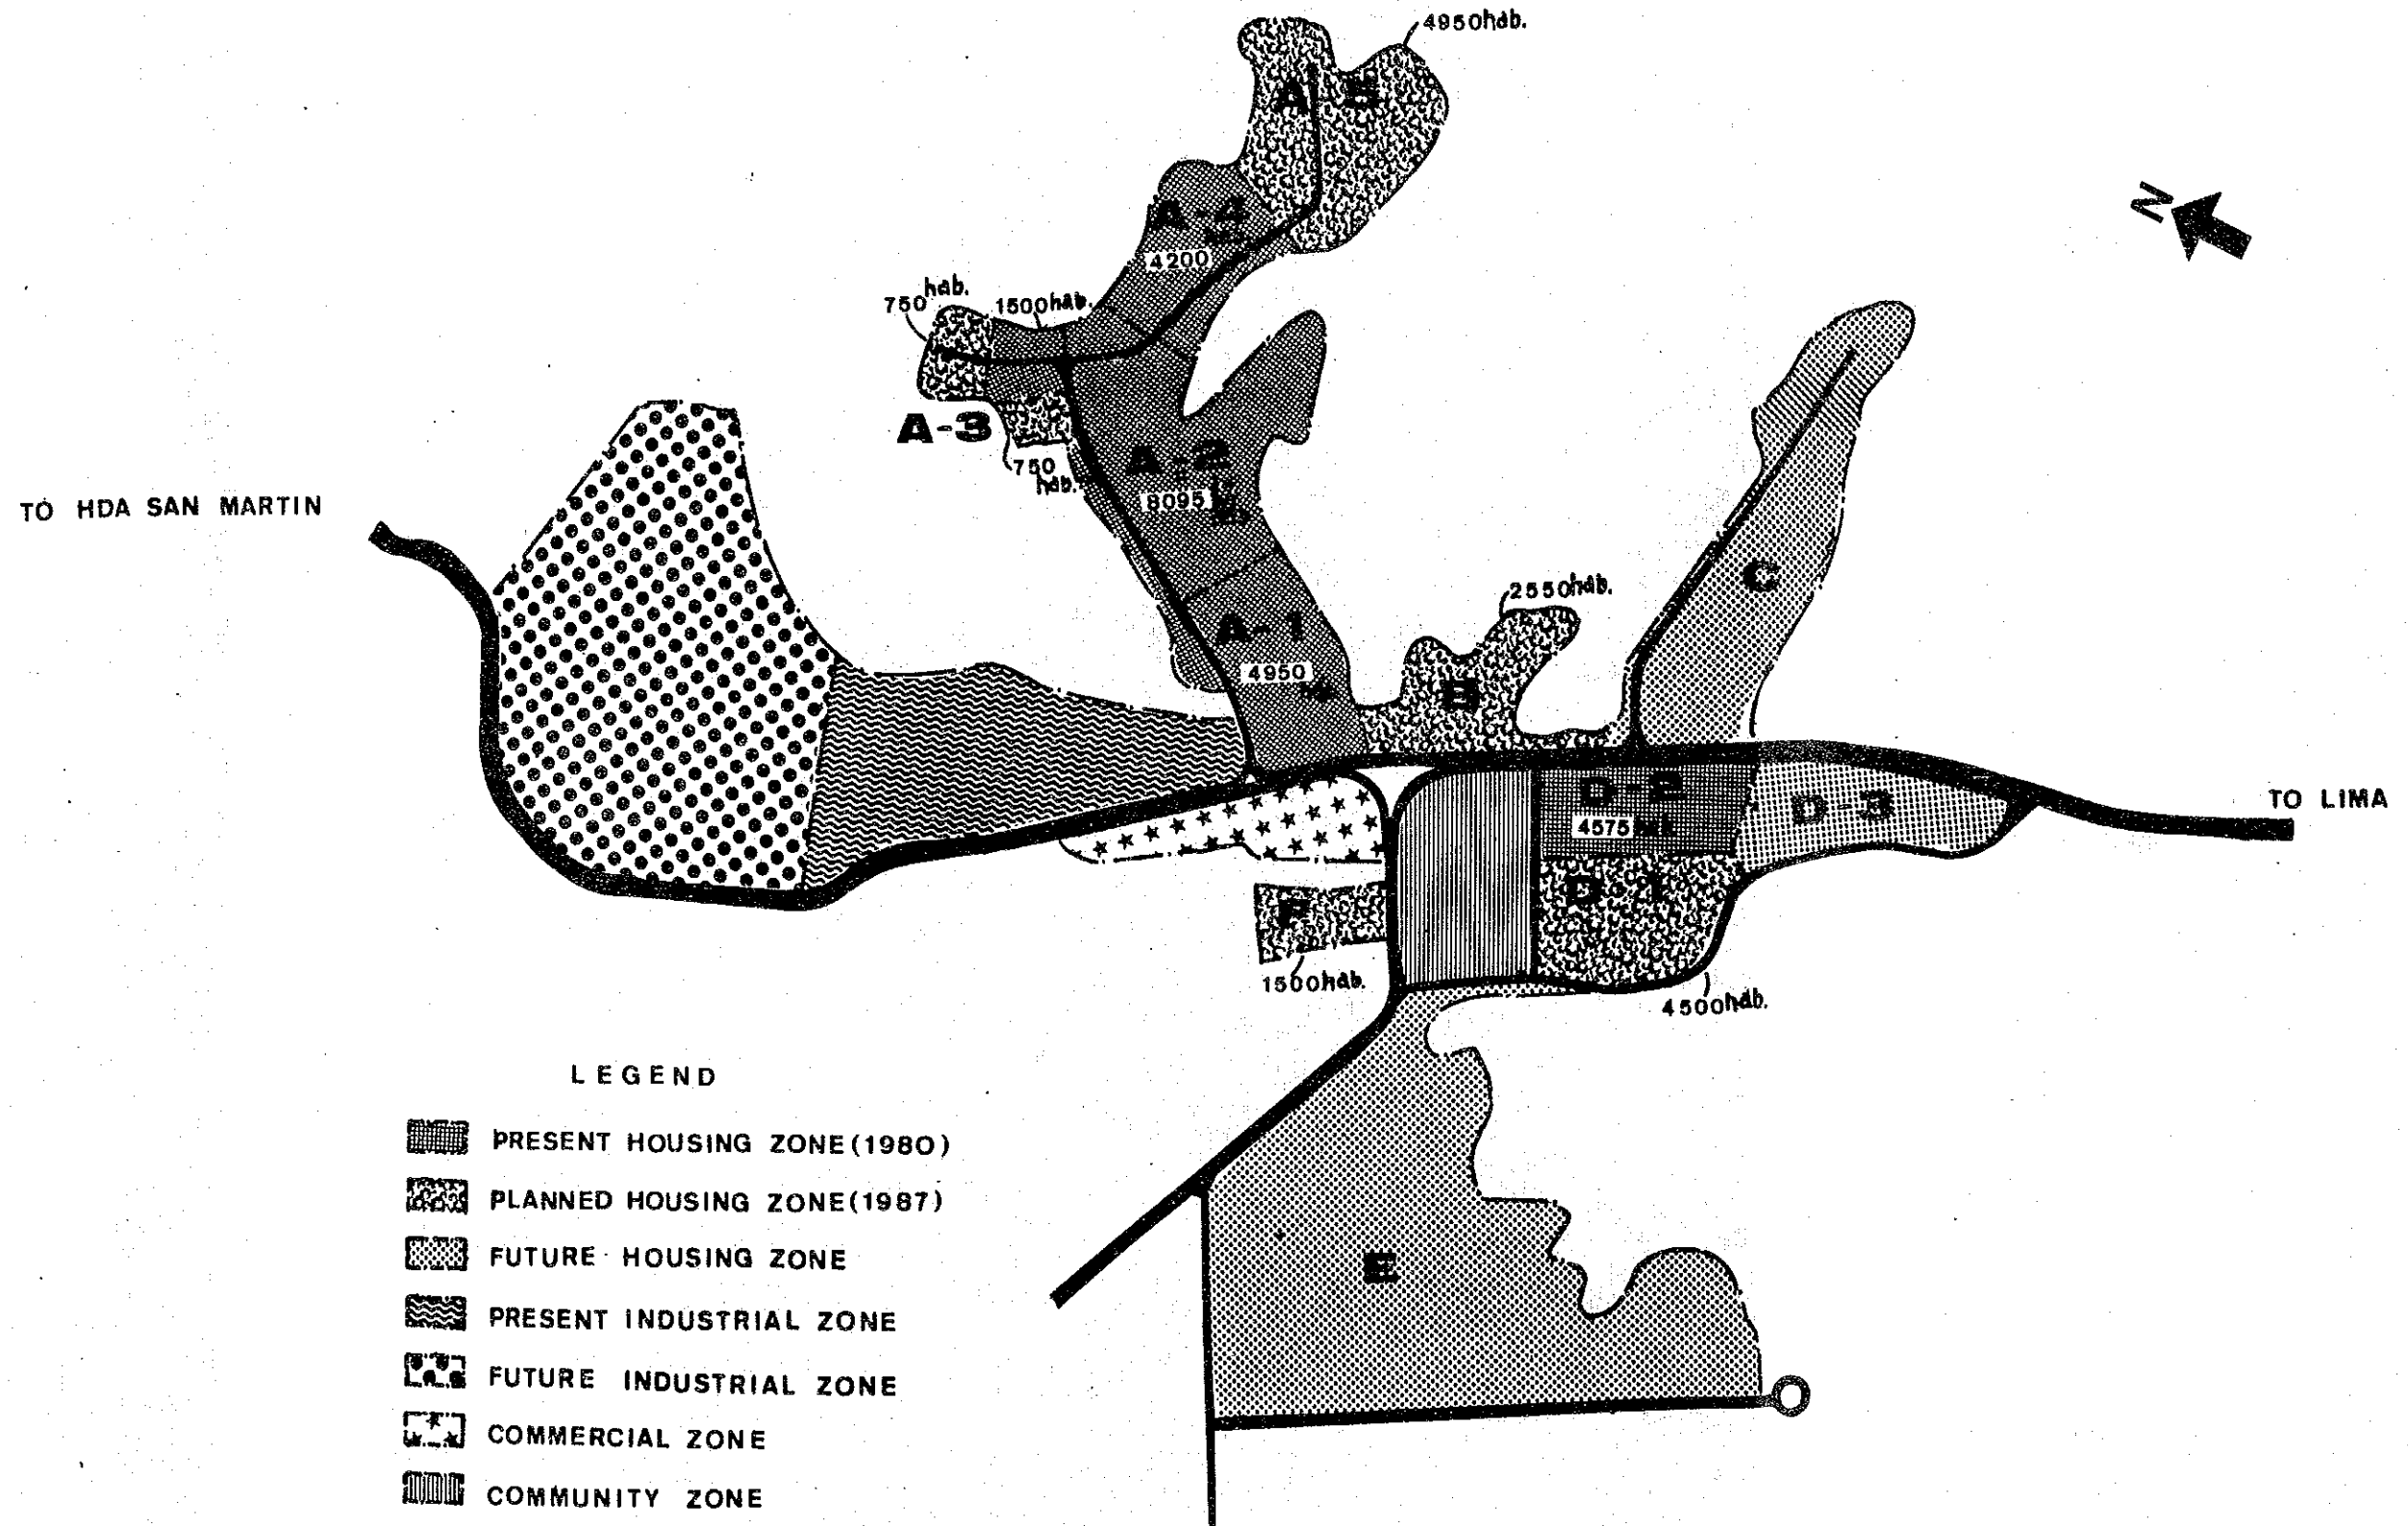 4950hab.
A-5
N
A-4
hab.
4200
750 hab.
1500hab.
A-3
750 hab.
A-2
8095
TO HDA SAN MARTIN
C
2550hab.
A-1
4950
B
D-2
4575 hab.
D-3
TO LIMA
D-1
F
1500hab.
4500hab.
E
LEGEND
PRESENT HOUSING ZONE(1980)
PLANNED HOUSING ZONE(1987)
FUTURE HOUSING ZONE
PRESENT INDUSTRIAL ZONE
FUTURE INDUSTRIAL ZONE
COMMERCIAL ZONE
COMMUNITY ZONE